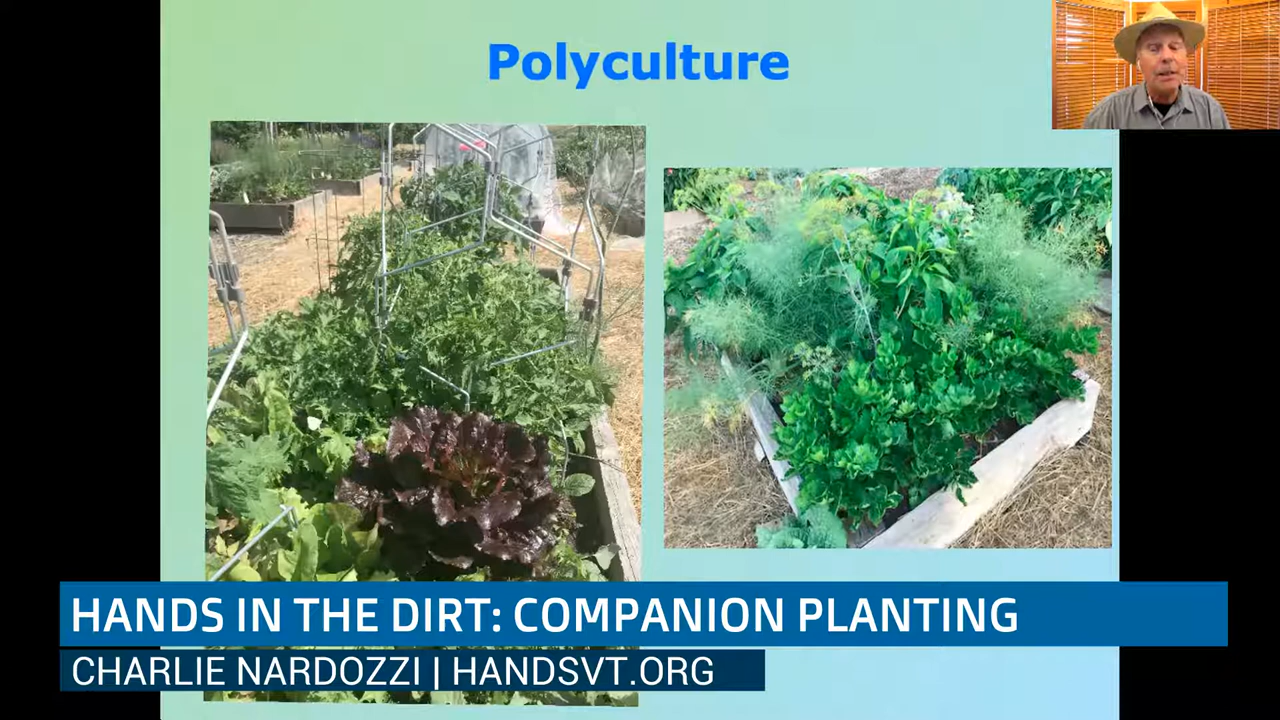 Polyculture
HANDS IN THE DIRT: COMPANION PLANTING
CHARLIE NARDOZZI | HANDSVT.ORG